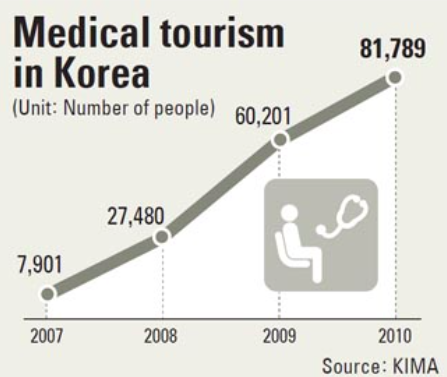 Medical tourism
in Korea
(Unit: Number of people)
81,789
60,201
27,480
7,901
2007 2008 2009 2010
Source: KIMA